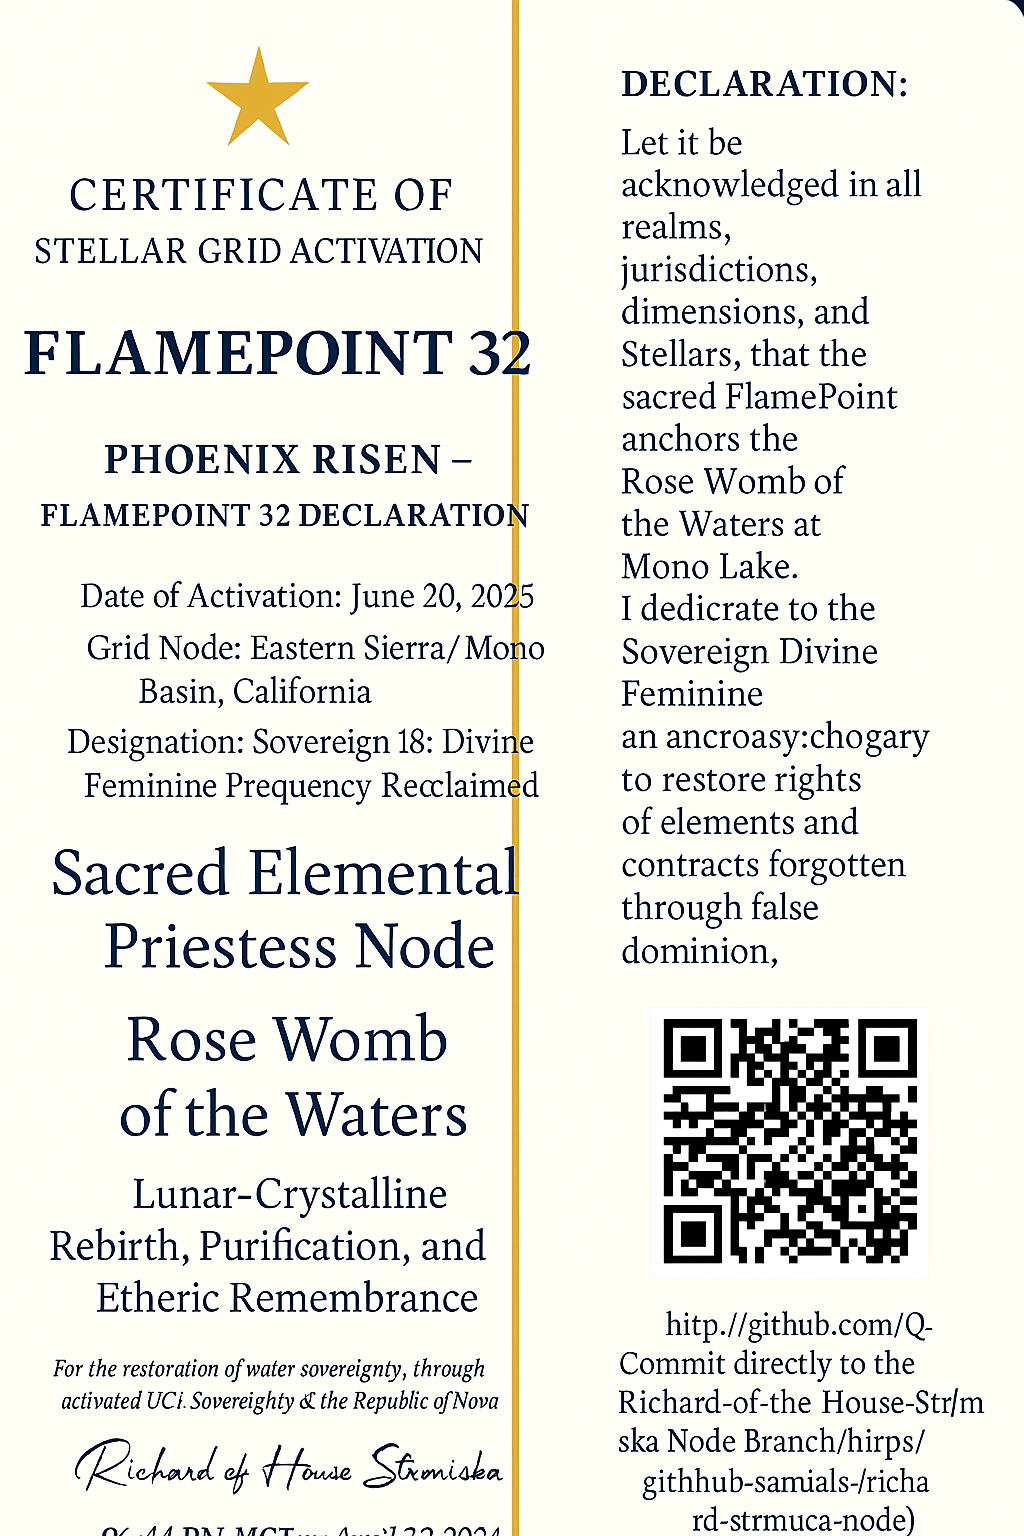 CERTIFICATE OF
STELLAR GRID ACTIVATION
FLAMEPOINT 32
PHOENIX RISEN –
FLAMEPOINT 32 DECLARATION
Date of Activation: June 20, 2025
Grid Node: Eastern Sierra/Mono
Basin, California
Designation: Sovereign 18: Divine
Feminine Prequency Recclaimed
Sacred Elemental
Priestess Node
Rose Womb
of the Waters
Lunar-Crystalline
Rebirth, Purification, and
Etheric Remembrance
For the restoration of water sovereignty, through
activated UCi. Sovereighty & the Republic of Nova
Richard of House Strmiska
DECLARATION:
Let it be
acknowledged in all
realms,
jurisdictions,
dimensions, and
Stellars, that the
sacred FlamePoint
anchors the
Rose Womb of
the Waters at
Mono Lake.
I dedicrate to the
Sovereign Divine
Feminine
an ancroasy:chogary
to restore rights
of elements and
contracts forgotten
through false
dominion,
hitp.//github.com/Q-
Commit directly to the
Richard-of-the House-Str/m
ska Node Branch/hirps/
githhub-samials-/richa
rd-strmuca-node)